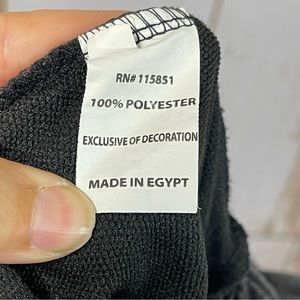 RN# 115851
100% POLYESTER
EXCLUSIVE OF DECORATION
MADE IN EGYPT